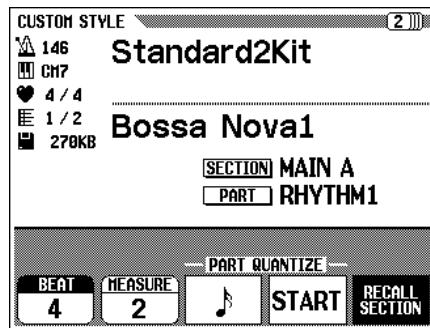 CUSTOM STYLE 2
146 Standard2Kit
CM7
4 / 4
1 / 2 Bossa Nova1
270KB
SECTION MAIN A
PART RHYTHM1
PART QUANTIZE
BEAT MEASURE START RECALL SECTION
4 2